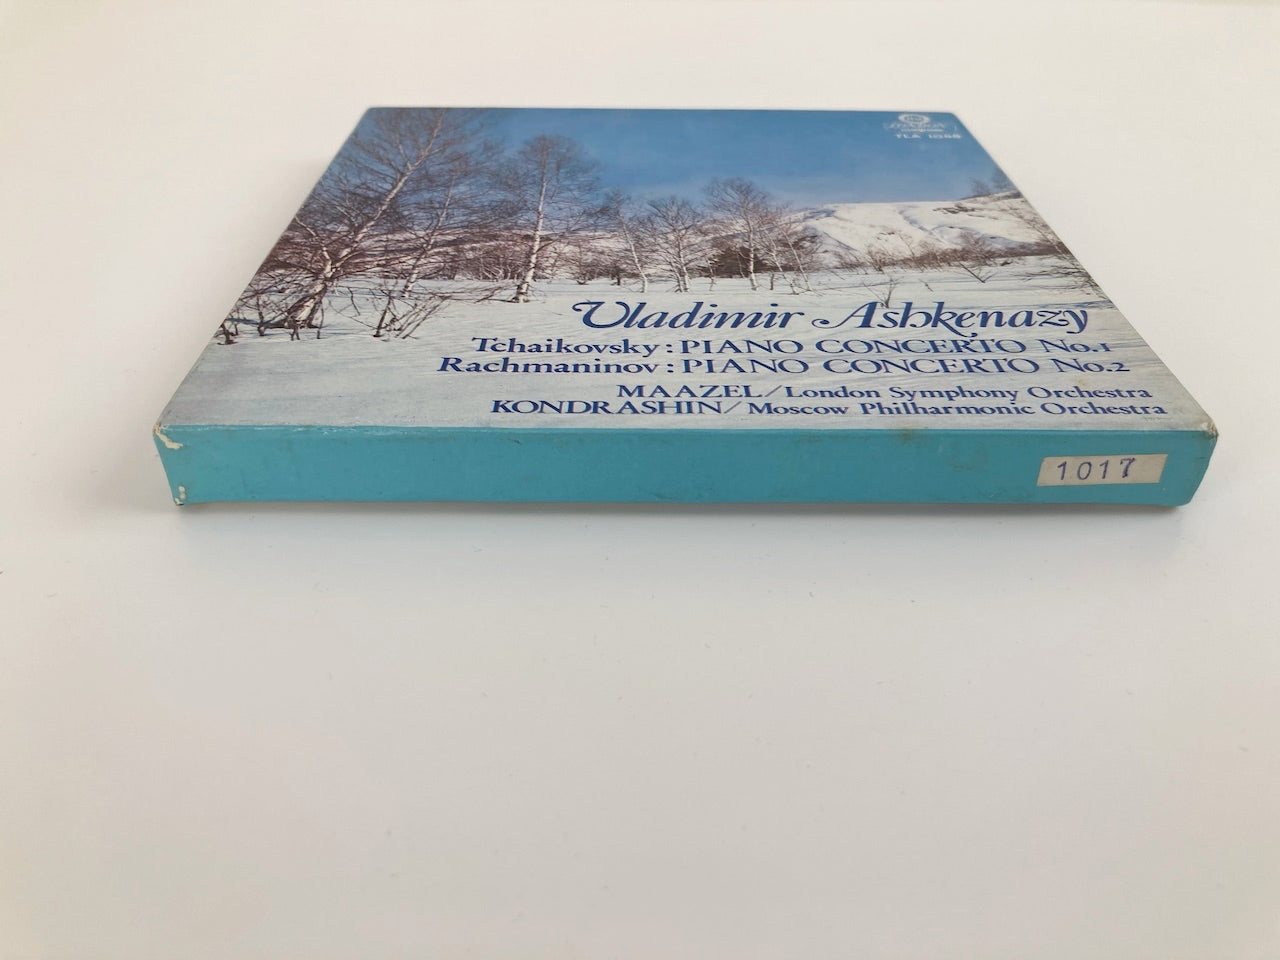 LONDON
Vladimir Ashkenazy
Tchaikovsky : PIANO CONCERTO No.1
Rachmaninov : PIANO CONCERTO No.2
MAAZEL / London Symphony Orchestra
KONDRASHIN / Moscow Philharmonic Orchestra
1017